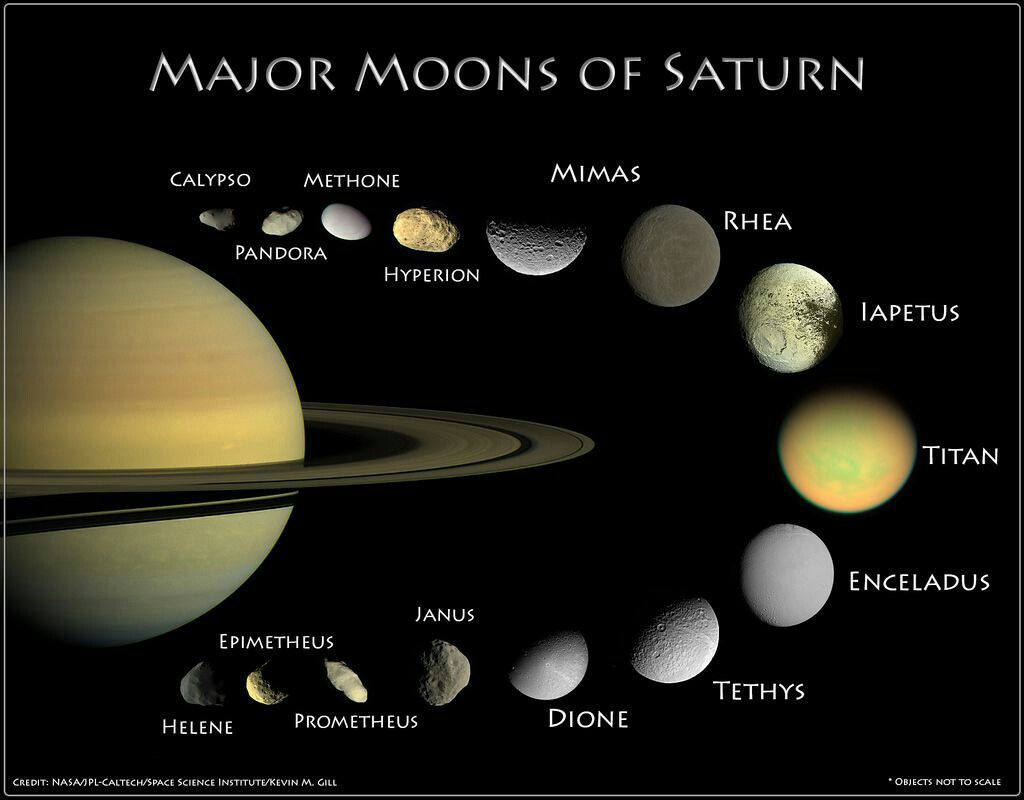 MAJOR MOONS OF SATURN
CALYPSO
PANDORA
METHONE
HYPERION
MIMAS
RHEA
IAPETUS
TITAN
ENCELADUS
TETHYS
DIONE
JANUS
PROMETHEUS
EPIMETHEUS
HELENE
CREDIT: NASA/JPL-CALTECH/SPACE SCIENCE INSTITUTE/KEVIN M. GILL
* OBJECTS NOT TO SCALE